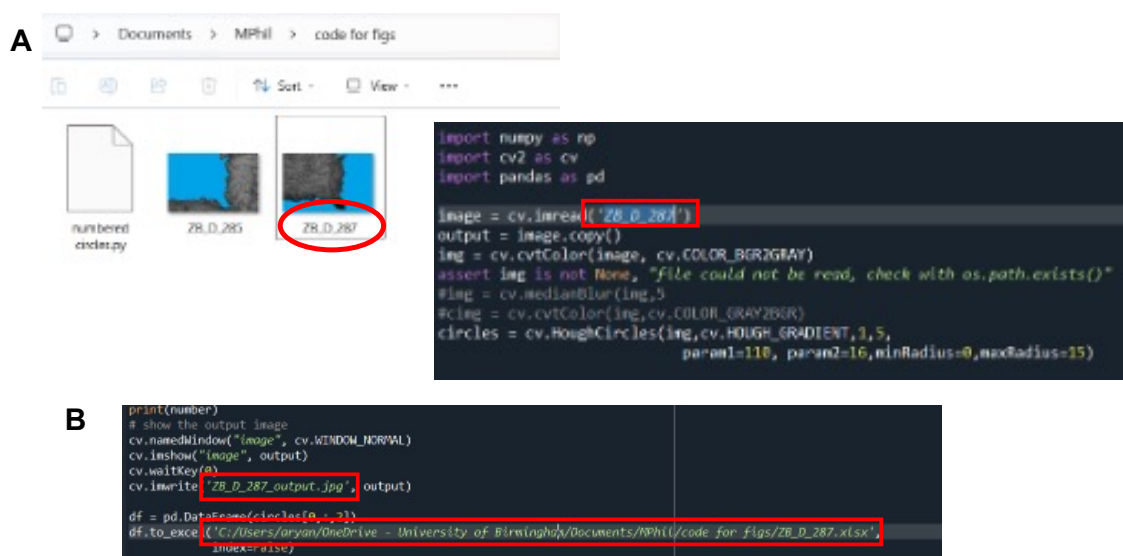 A
> Documents > MPhil > code for figs
Sort View ...
numbered
circles.py
ZB_D_285
ZB_D_287
import numpy as np
import cv2 as cv
import pandas as pd
image = cv.imread('ZB_D_287')
output = image.copy()
img = cv.cvtColor(image, cv.COLOR_BGR2GRAY)
assert img is not None, "file could not be read, check with os.path.exists()"
#img = cv.medianBlur(img,5
#cimg = cv.cvtColor(img,cv.COLOR_GRAY2BGR)
circles = cv.HoughCircles(img,cv.HOUGH_GRADIENT,1,5,
param1=110, param2=16,minRadius=0,maxRadius=15)
B
print(number)
# show the output image
cv.namedWindow("image", cv.WINDOW_NORMAL)
cv.imshow("image", output)
cv.waitKey(0)
cv.imwrite('ZB_D_287_output.jpg', output)
df = pd.DataFrame(circles[0,:,2])
df.to_excel('C:/Users/aryan/OneDrive - University of Birmingham/Documents/MPhil/code for figs/ZB_D_287.xlsx',
index=False)